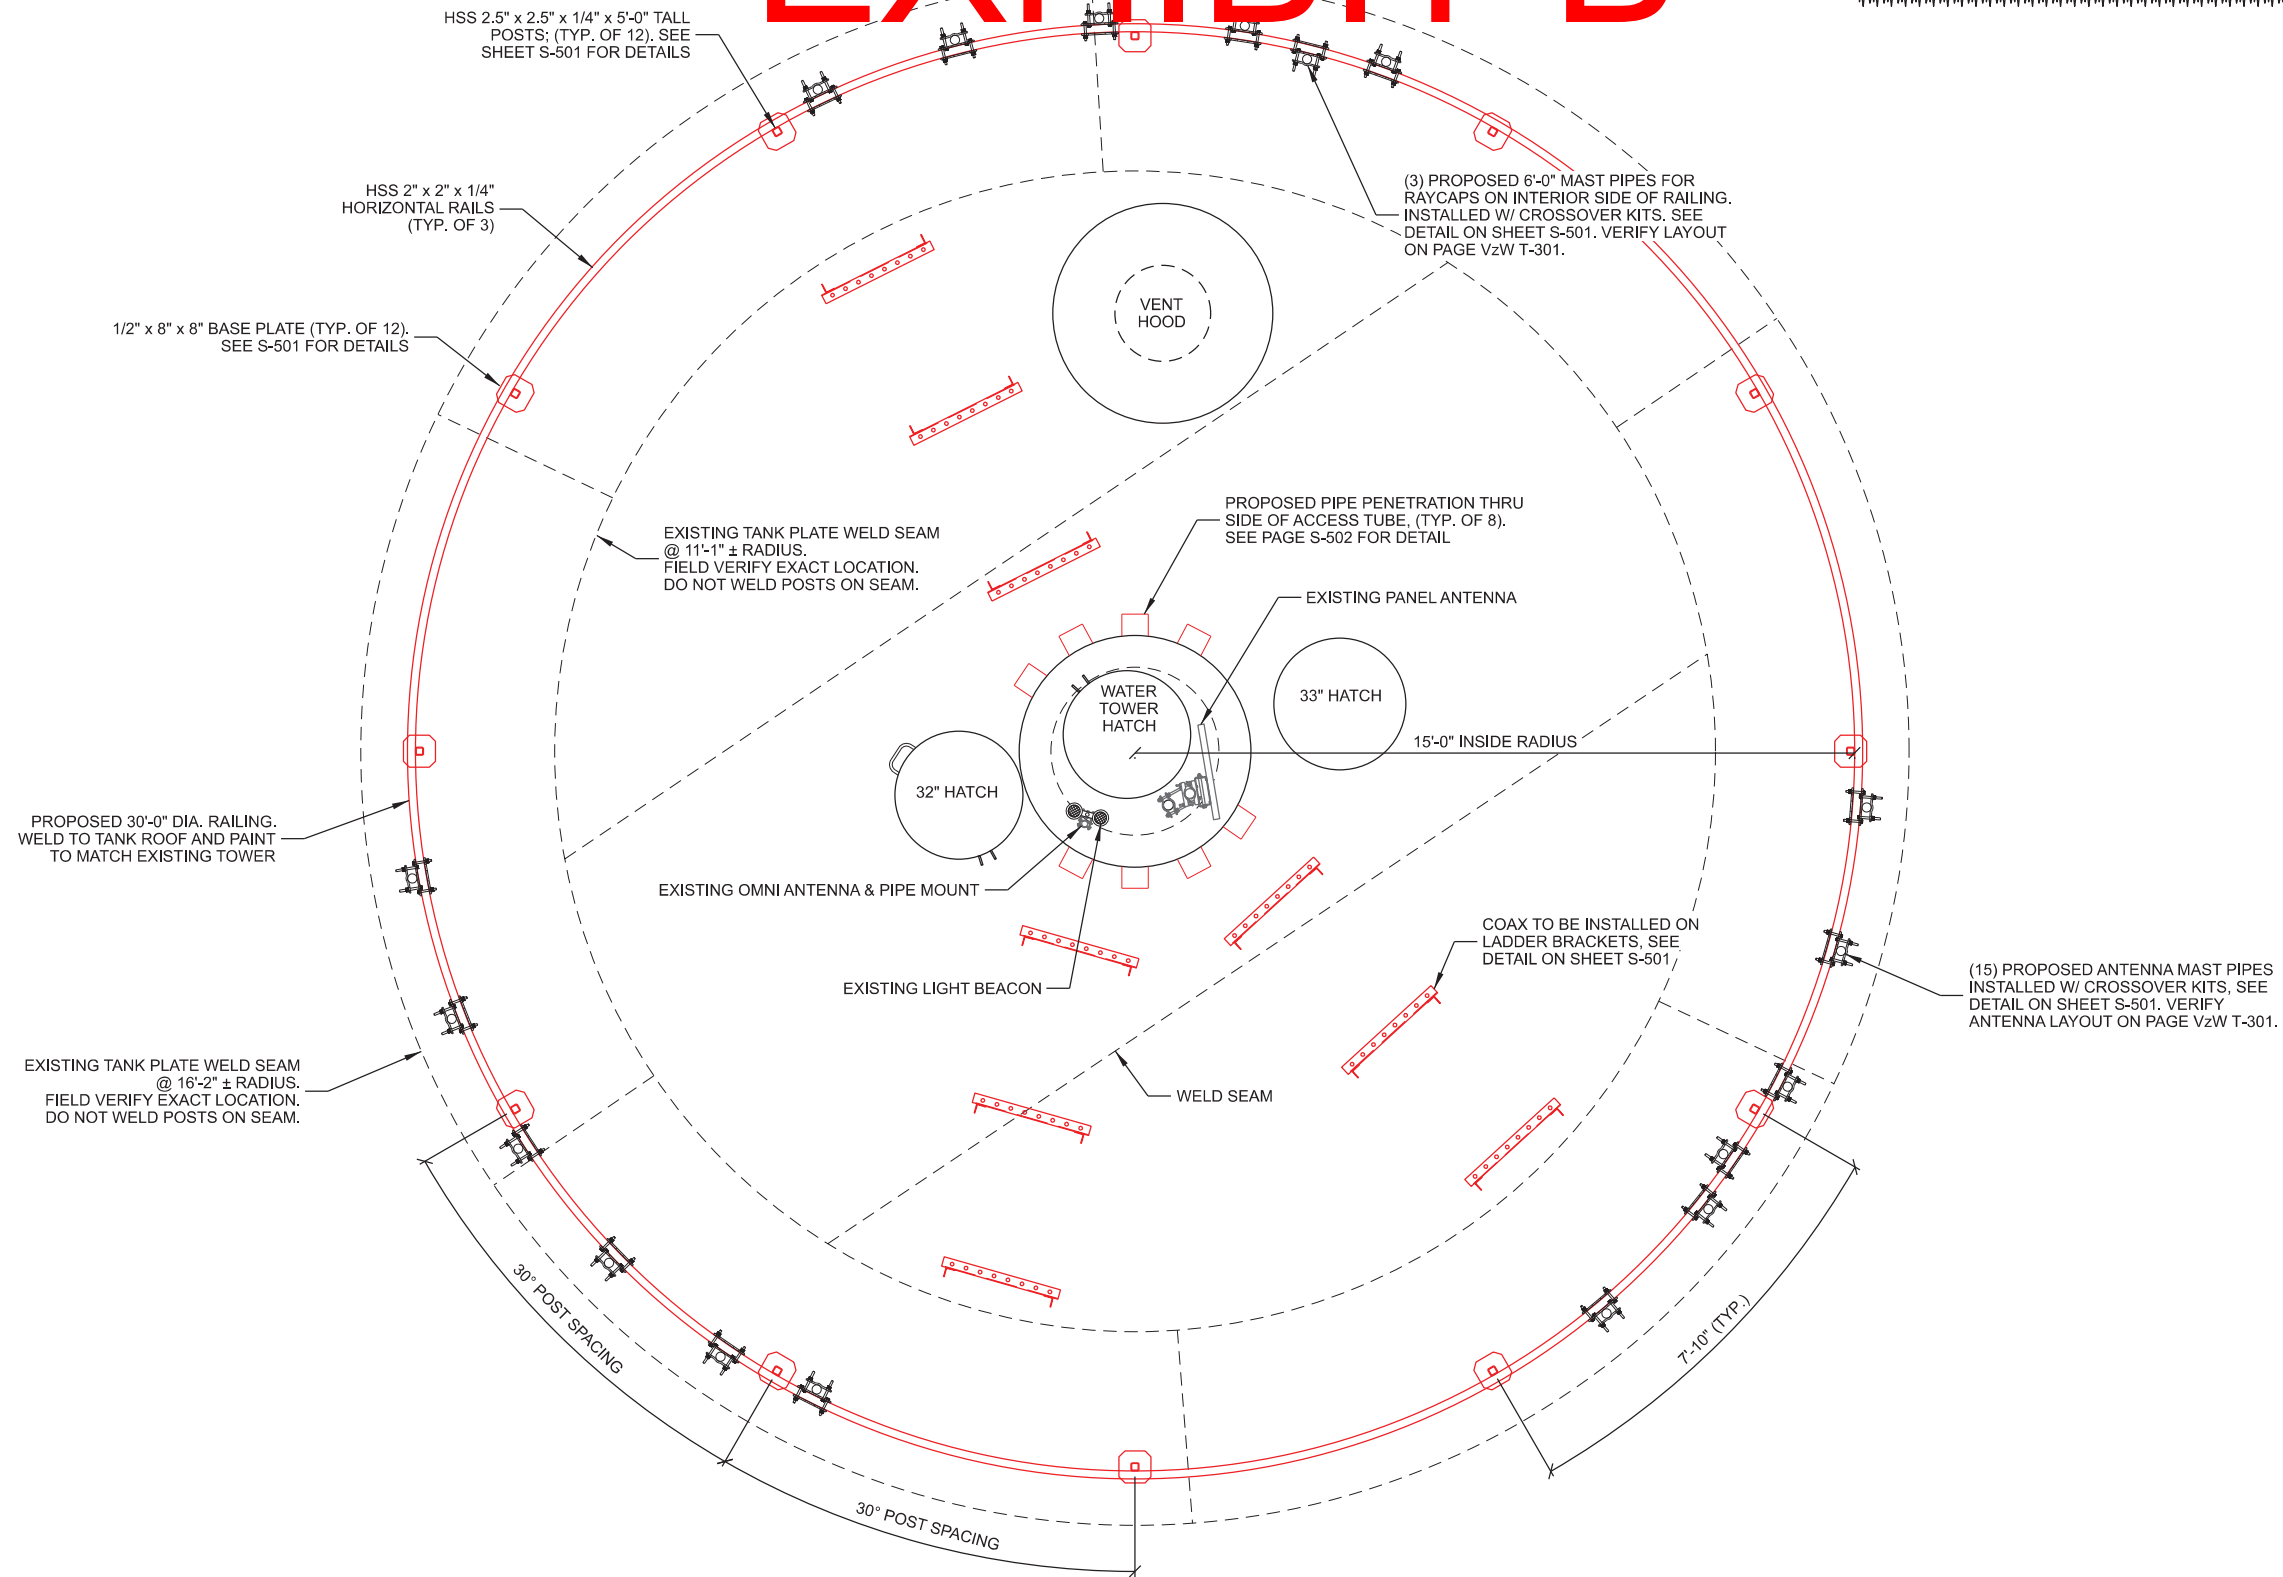 HSS 2.5" x 2.5" x 1/4" x 5'-0" TALL
POSTS; (TYP. OF 12). SEE
SHEET S-501 FOR DETAILS
HSS 2" x 2" x 1/4"
HORIZONTAL RAILS
(TYP. OF 3)
(3) PROPOSED 6'-0" MAST PIPES FOR
RAYCAPS ON INTERIOR SIDE OF RAILING.
INSTALLED W/ CROSSOVER KITS. SEE
DETAIL ON SHEET S-501. VERIFY LAYOUT
ON PAGE VzW T-301.
VENT
HOOD
1/2" x 8" x 8" BASE PLATE (TYP. OF 12).
SEE S-501 FOR DETAILS
EXISTING TANK PLATE WELD SEAM
@ 11'-1" ± RADIUS.
FIELD VERIFY EXACT LOCATION.
DO NOT WELD POSTS ON SEAM.
PROPOSED PIPE PENETRATION THRU
SIDE OF ACCESS TUBE, (TYP. OF 8).
SEE PAGE S-502 FOR DETAIL
EXISTING PANEL ANTENNA
WATER
TOWER
HATCH
33" HATCH
15'-0" INSIDE RADIUS
32" HATCH
PROPOSED 30'-0" DIA. RAILING.
WELD TO TANK ROOF AND PAINT
TO MATCH EXISTING TOWER
EXISTING OMNI ANTENNA & PIPE MOUNT
EXISTING LIGHT BEACON
COAX TO BE INSTALLED ON
LADDER BRACKETS, SEE
DETAIL ON SHEET S-501
(15) PROPOSED ANTENNA MAST PIPES
INSTALLED W/ CROSSOVER KITS, SEE
DETAIL ON SHEET S-501. VERIFY
ANTENNA LAYOUT ON PAGE VzW T-301.
EXISTING TANK PLATE WELD SEAM
@ 16'-2" ± RADIUS.
FIELD VERIFY EXACT LOCATION.
DO NOT WELD POSTS ON SEAM.
WELD SEAM
30° POST SPACING
7'-10" (TYP.)
30° POST SPACING